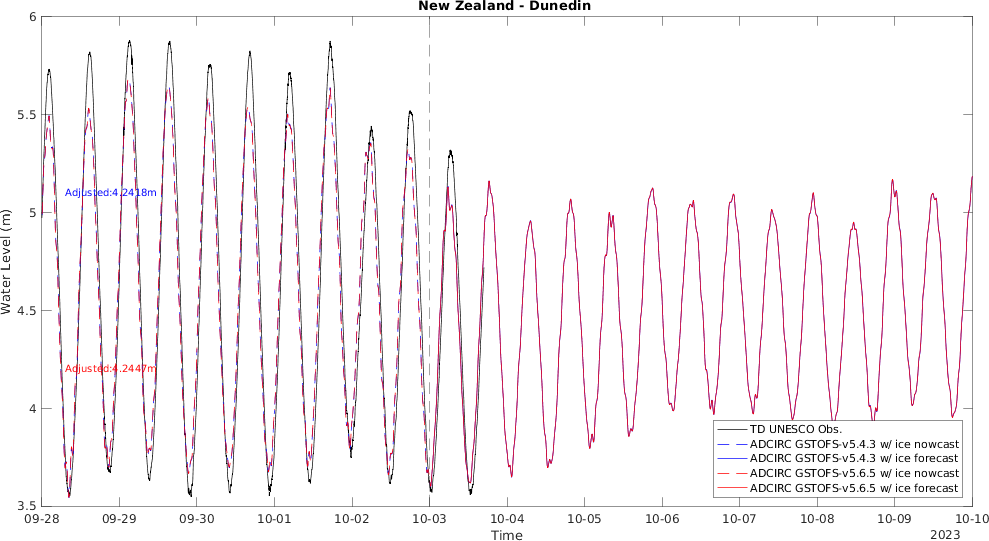 New Zealand - Dunedin
6
5.5
5
4.5
4
3.5
Water Level (m)
Adjusted:4.2418m
Adjusted:4.2447m
TD UNESCO Obs.
ADCIRC GSTOFS-v5.4.3 w/ ice nowcast
ADCIRC GSTOFS-v5.4.3 w/ ice forecast
ADCIRC GSTOFS-v5.6.5 w/ ice nowcast
ADCIRC GSTOFS-v5.6.5 w/ ice forecast
09-28 09-29 09-30 10-01 10-02 10-03 10-04 10-05 10-06 10-07 10-08 10-09 10-10
Time
2023